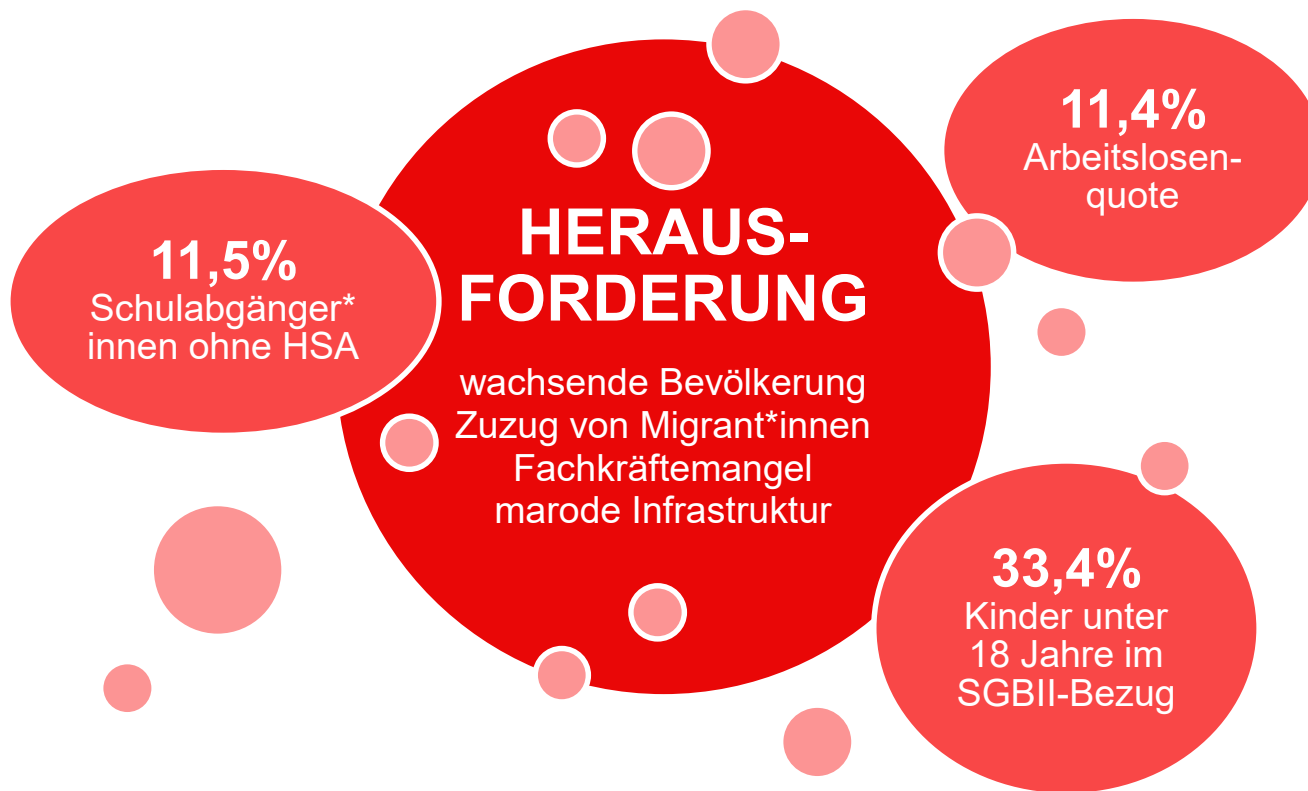 11,4%
Arbeitslosen-
quote
11,5%
Schulabgänger*
innen ohne HSA
HERAUS-
FORDERUNG
wachsende Bevölkerung
Zuzug von Migrant*innen
Fachkräftemangel
marode Infrastruktur
33,4%
Kinder unter
18 Jahre im
SGBII-Bezug